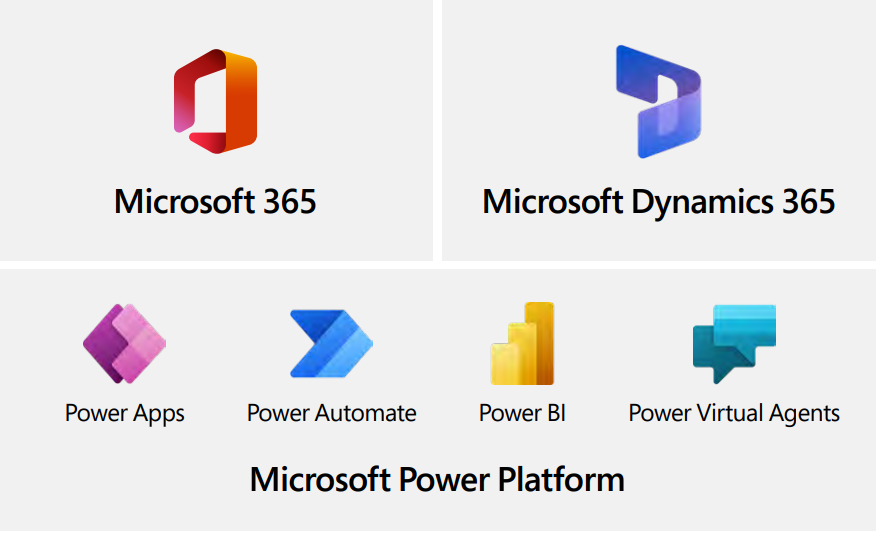 Microsoft 365
Microsoft Dynamics 365
Power Apps
Power Automate
Power BI
Power Virtual Agents
Microsoft Power Platform